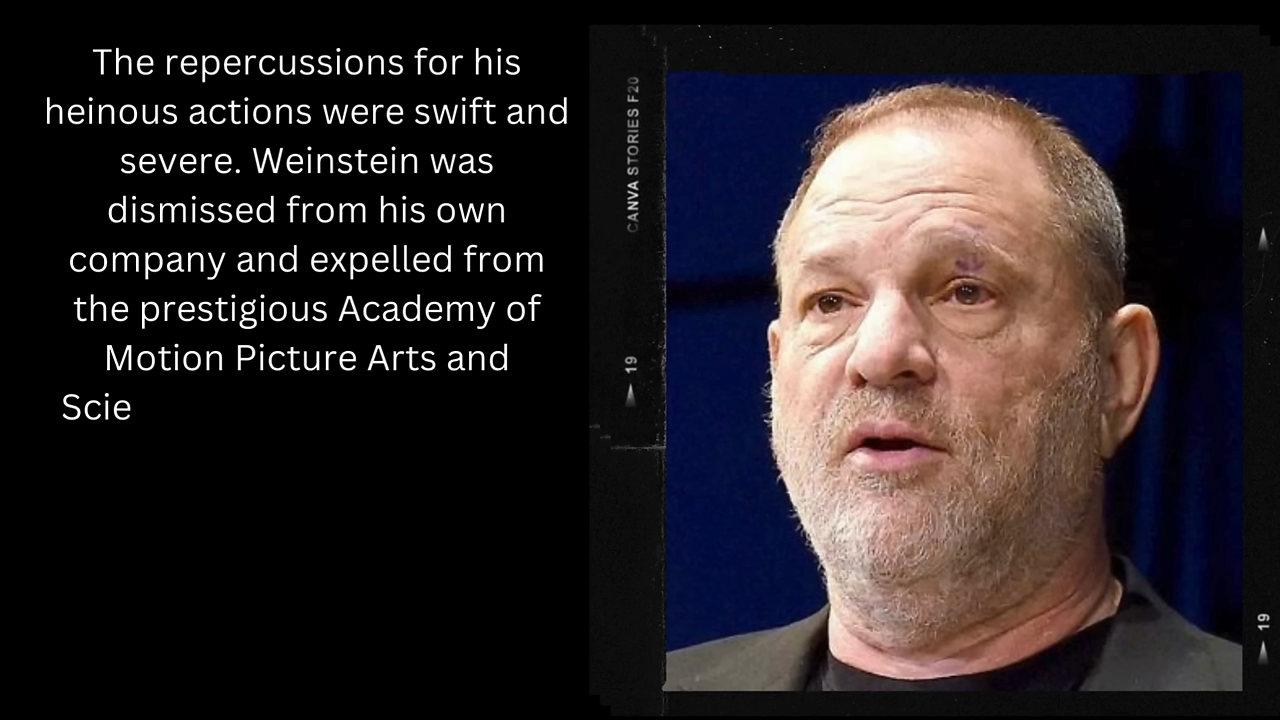 The repercussions for his
heinous actions were swift and
severe. Weinstein was
dismissed from his own
company and expelled from
the prestigious Academy of
Motion Picture Arts and
Scie
CANVA STORIES F20
19
19